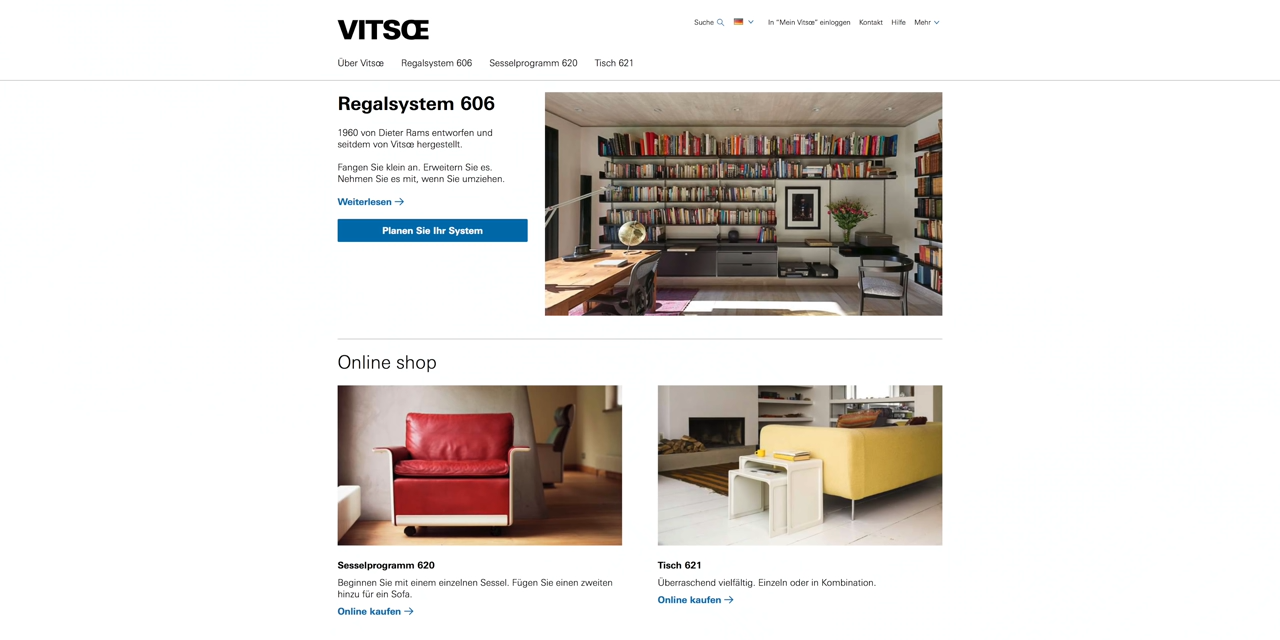 VITSŒ
Suche
In "Mein Vitsœ" einloggen
Kontakt
Hilfe
Mehr
Über Vitsœ
Regalsystem 606
Sesselprogramm 620
Tisch 621
Regalsystem 606
1960 von Dieter Rams entworfen und
seitdem von Vitsœ hergestellt.
Fangen Sie klein an. Erweitern Sie es.
Nehmen Sie es mit, wenn Sie umziehen.
Weiterlesen →
Planen Sie Ihr System
Online shop
Sesselprogramm 620
Beginnen Sie mit einem einzelnen Sessel. Fügen Sie einen zweiten
hinzu für ein Sofa.
Online kaufen →
Tisch 621
Überraschend vielfältig. Einzeln oder in Kombination.
Online kaufen →